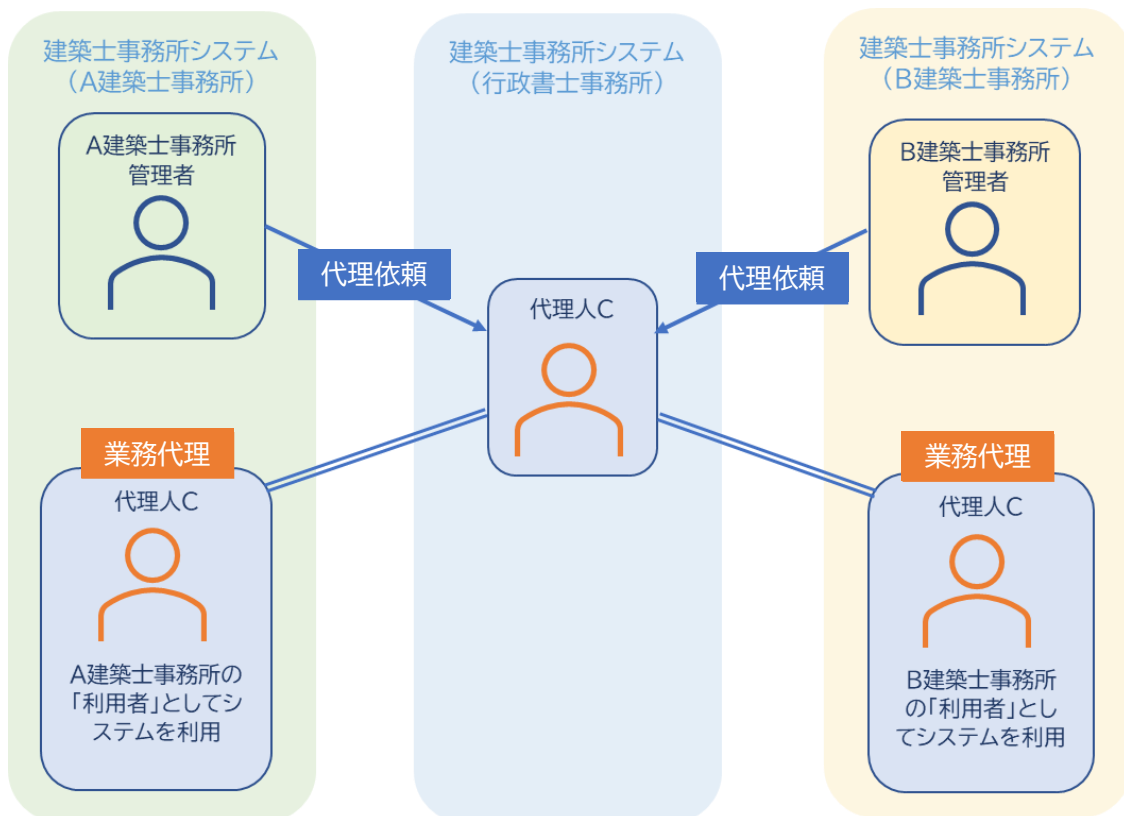 建築士事務所システム
（A建築士事務所）
建築士事務所システム
（行政書士事務所）
建築士事務所システム
（B建築士事務所）
A建築士事務所
管理者
B建築士事務所
管理者
代理依頼
代理依頼
代理人C
業務代理
代理人C
A建築士事務所の
「利用者」としてシ
ステムを利用
業務代理
代理人C
B建築士事務所
の「利用者」とし
てシステムを利用